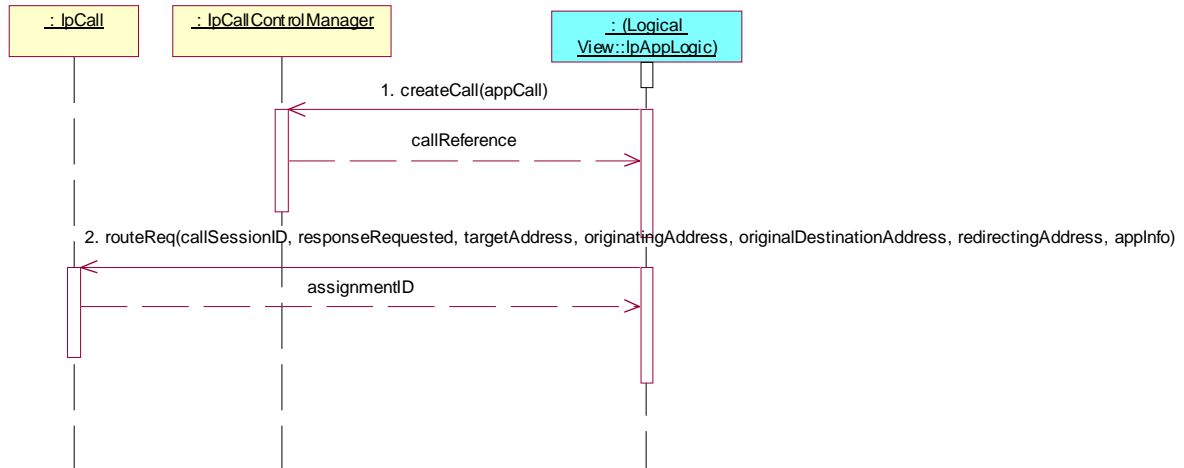 : IpCall
: IpCallControlManager
: (Logical
View::IpAppLogic)
1. createCall(appCall)
callReference
2. routeReq(callSessionID, responseRequested, targetAddress, originatingAddress, originalDestinationAddress, redirectingAddress, appInfo)
assignmentID